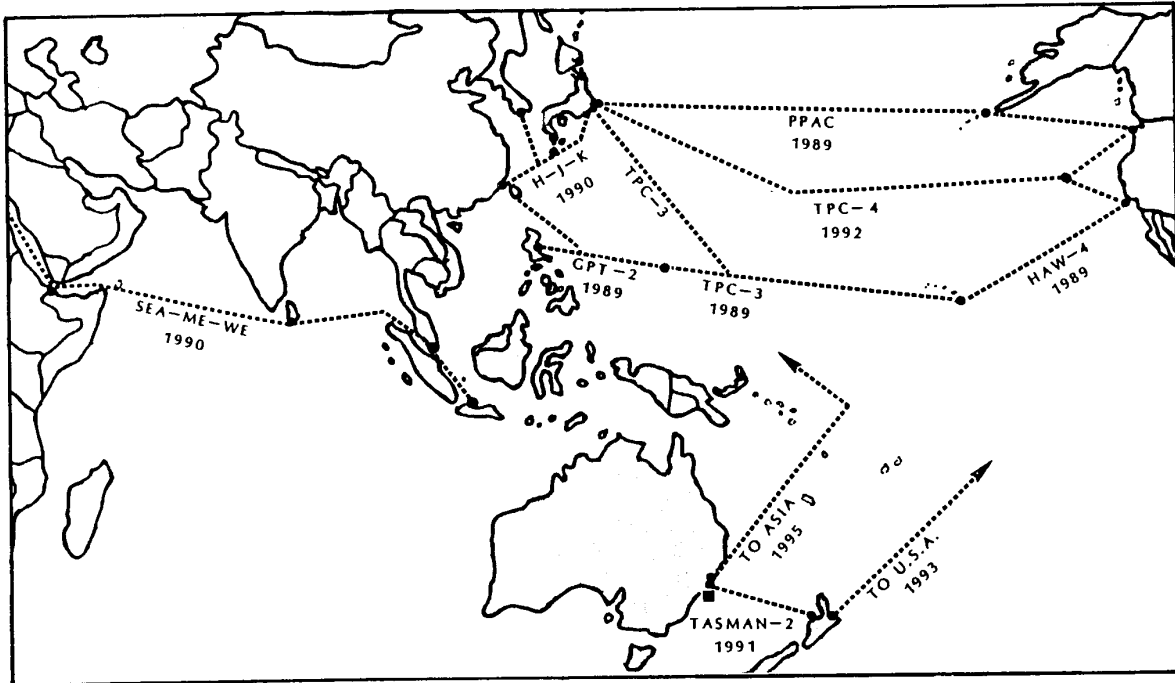 PPAC
1989
H-J-K
1990
TPC-3
TPC-4
1992
GPT-2
1989
TPC-3
1989
HAW-4
1989
SEA-ME-WE
1990
TO ASIA
1995
TO U.S.A.
1993
TASMAN-2
1991